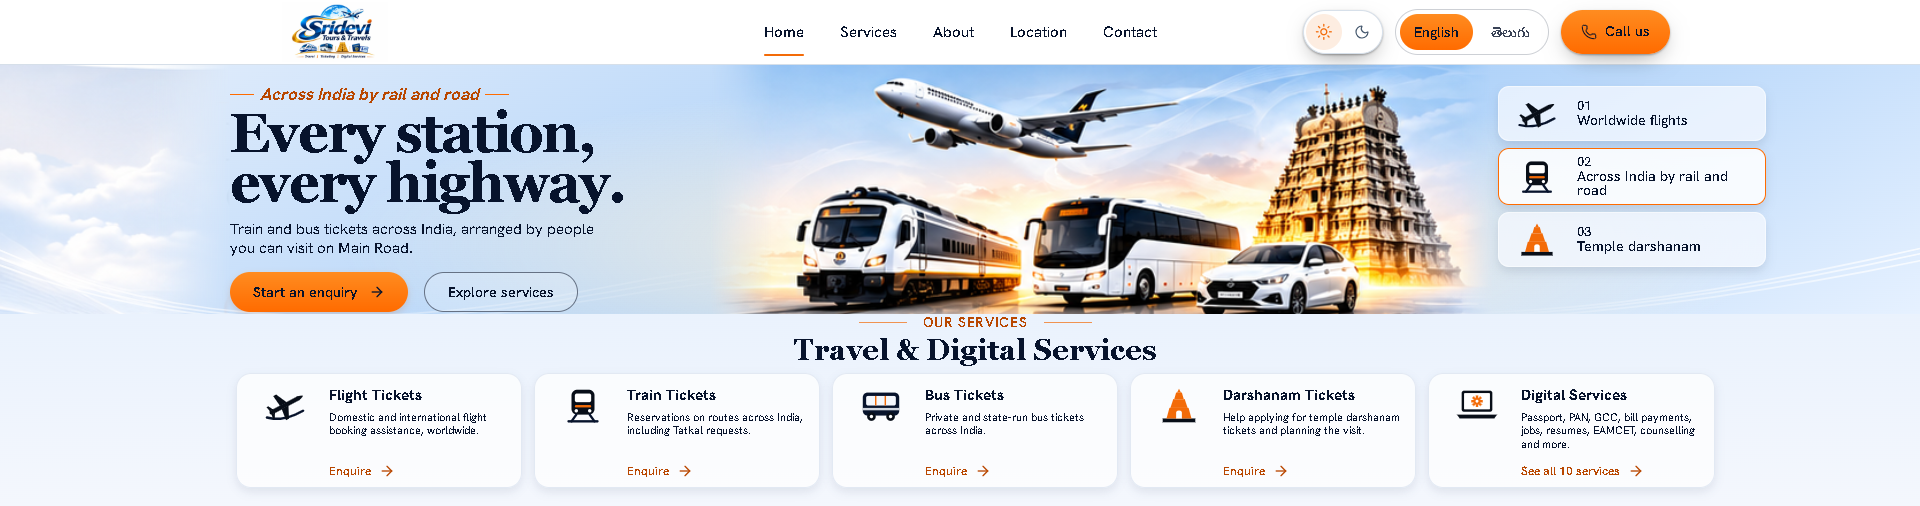 Sridevi
Tours & Travels
Home
Services
About
Location
Contact
English
తెలుగు
Call us
Across India by rail and road
Every station,
every highway.
Train and bus tickets across India, arranged by people
you can visit on Main Road.
Start an enquiry
Explore services
01
Worldwide flights
02
Across India by rail and
road
03
Temple darshanam
OUR SERVICES
Travel & Digital Services
Flight Tickets
Domestic and international flight
booking assistance, worldwide.
Enquire
Train Tickets
Reservations on routes across India,
including Tatkal requests.
Enquire
Bus Tickets
Private and state-run bus tickets
across India.
Enquire
Darshanam Tickets
Help applying for temple darshanam
tickets and planning the visit.
Enquire
Digital Services
Passport, PAN, GCC, bill payments,
jobs, resumes, EAMCET, counselling
and more.
See all 10 services